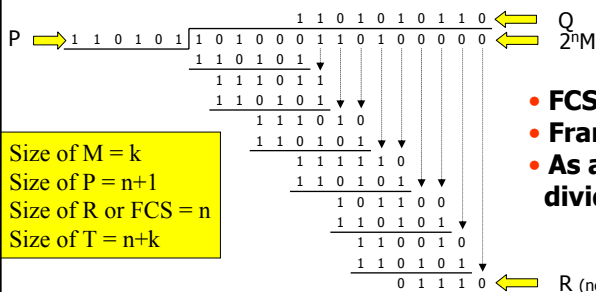 1 1 0 1 0 1 0 1 1 0 Q
P 1 1 0 1 0 1 1 0 1 0 0 0 1 1 0 1 0 0 0 0 0 2ⁿM
1 1 0 1 0 1
1 1 1 0 1 1
1 1 0 1 0 1
1 1 1 0 1 0
1 1 0 1 0 1
1 1 1 1 1 0
1 1 0 1 0 1
1 0 1 1 0 0
1 1 0 1 0 1
1 1 0 0 1 0
1 1 0 1 0 1
0 1 1 1 0 R (no
Size of M = k
Size of P = n+1
Size of R or FCS = n
Size of T = n+k
• FCS
• Fran
• As a
divid